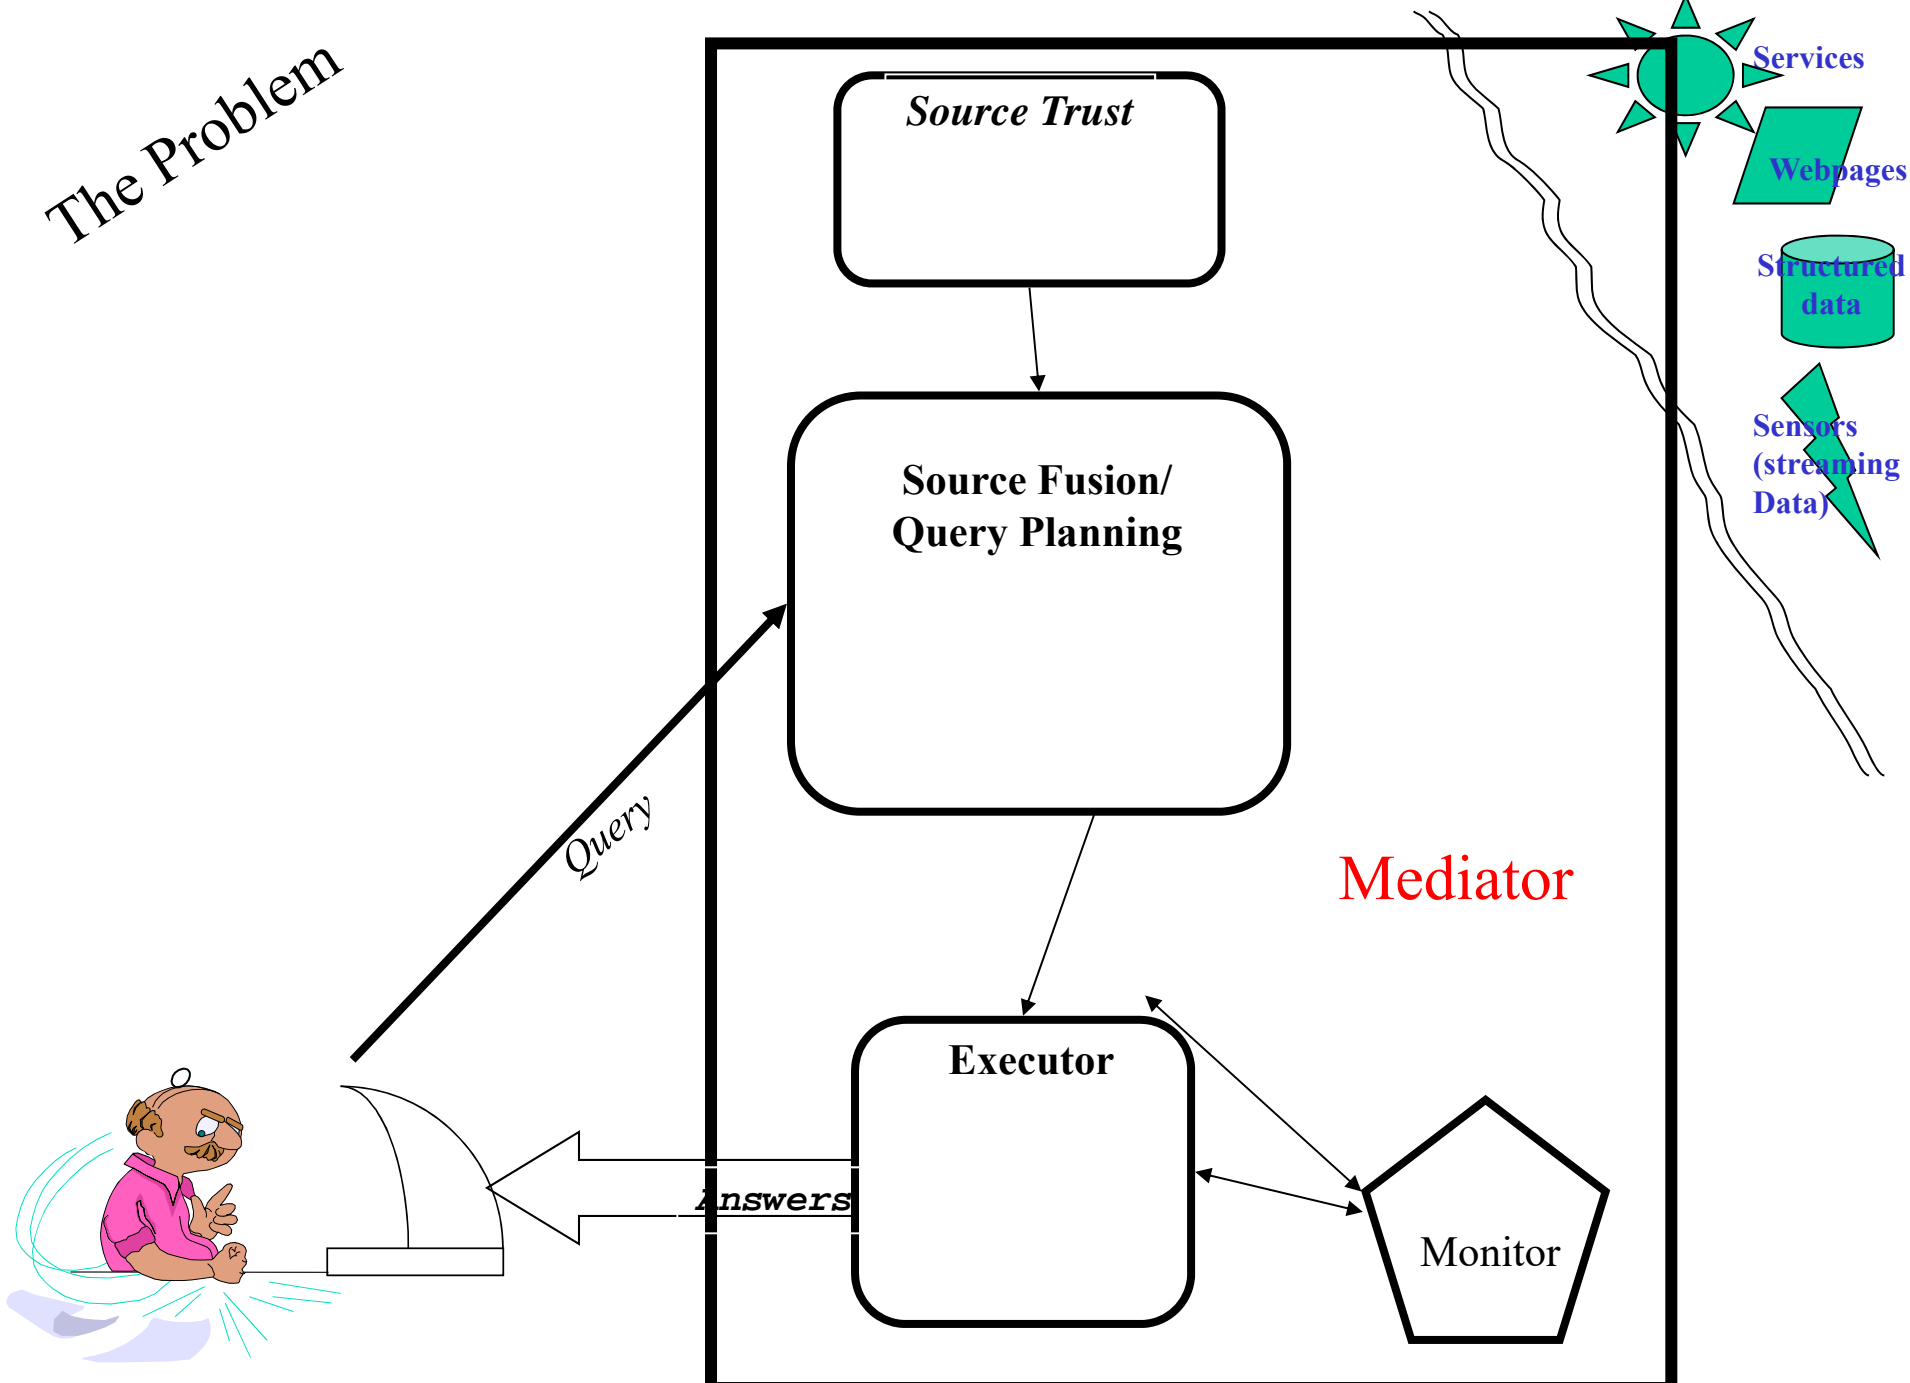 The Problem
Source Trust
Services
Webpages
Structured
data
Sensors
(streaming
Data)
Source Fusion/
Query Planning
Query
Mediator
Executor
Answers
Monitor